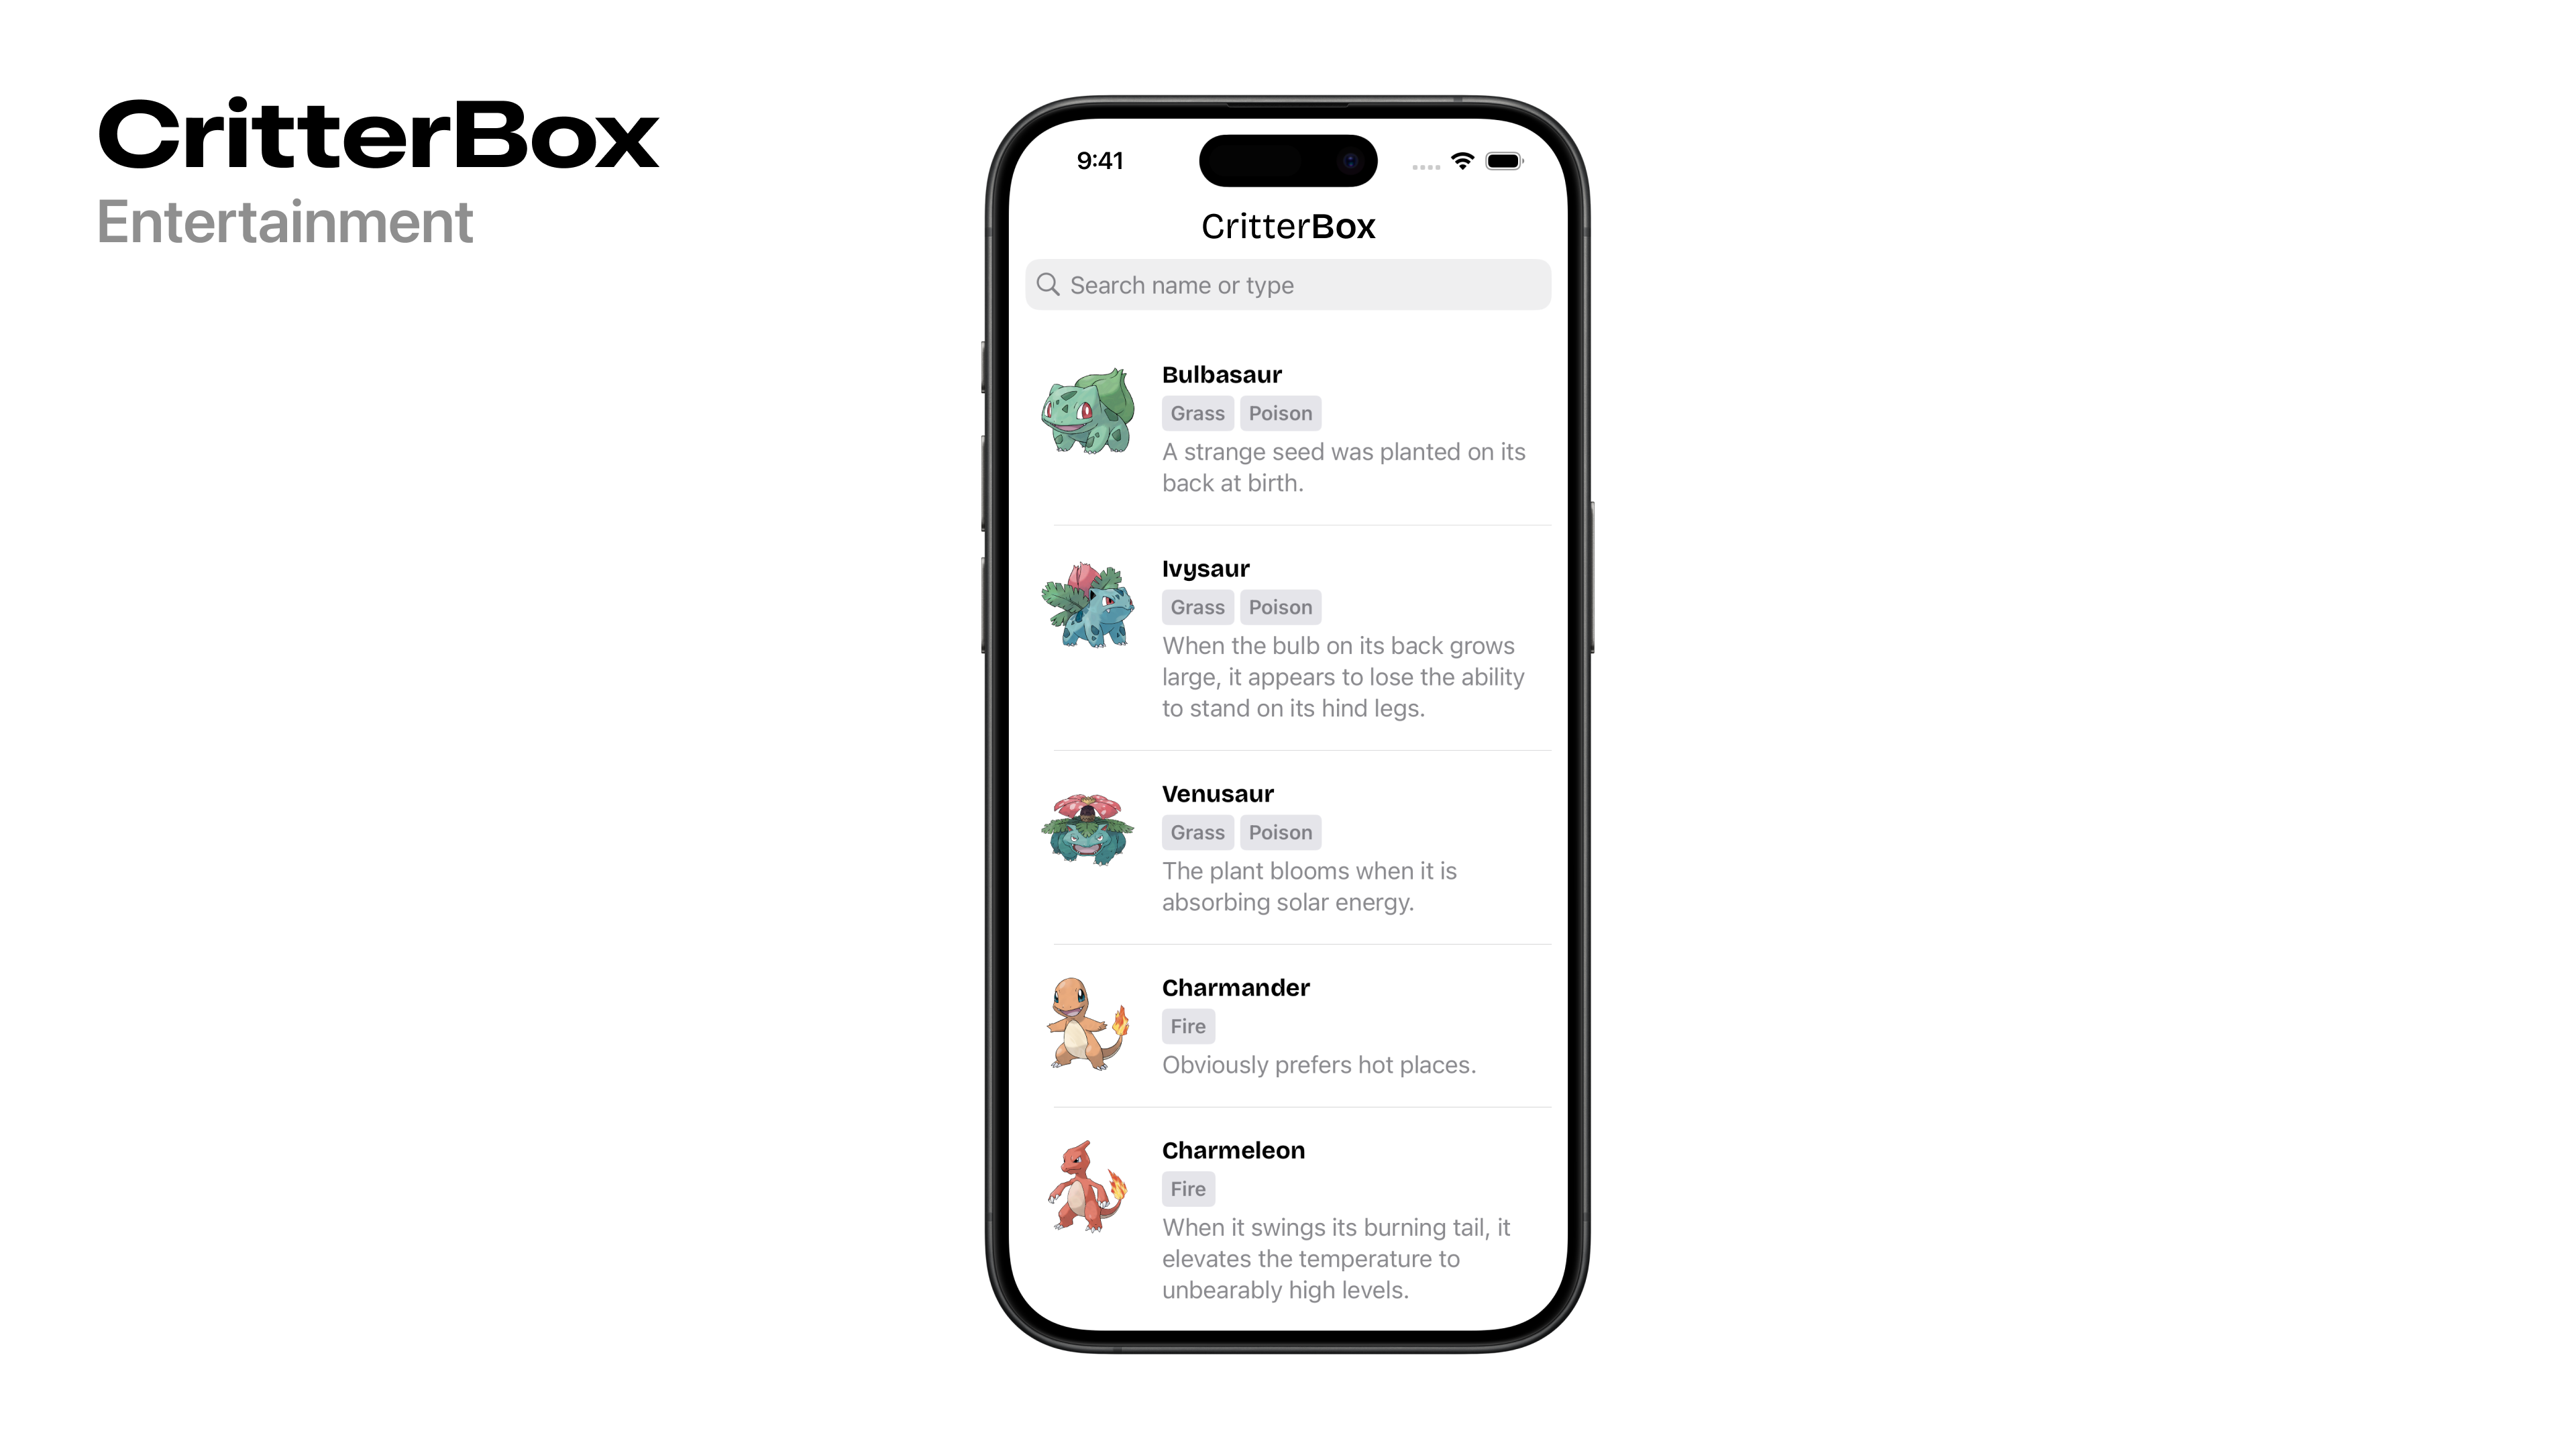 CritterBox
Entertainment
9:41
CritterBox
Search name or type
Bulbasaur
Grass Poison
A strange seed was planted on its
back at birth.
Ivysaur
Grass Poison
When the bulb on its back grows
large, it appears to lose the ability
to stand on its hind legs.
Venusaur
Grass Poison
The plant blooms when it is
absorbing solar energy.
Charmander
Fire
Obviously prefers hot places.
Charmeleon
Fire
When it swings its burning tail, it
elevates the temperature to
unbearably high levels.